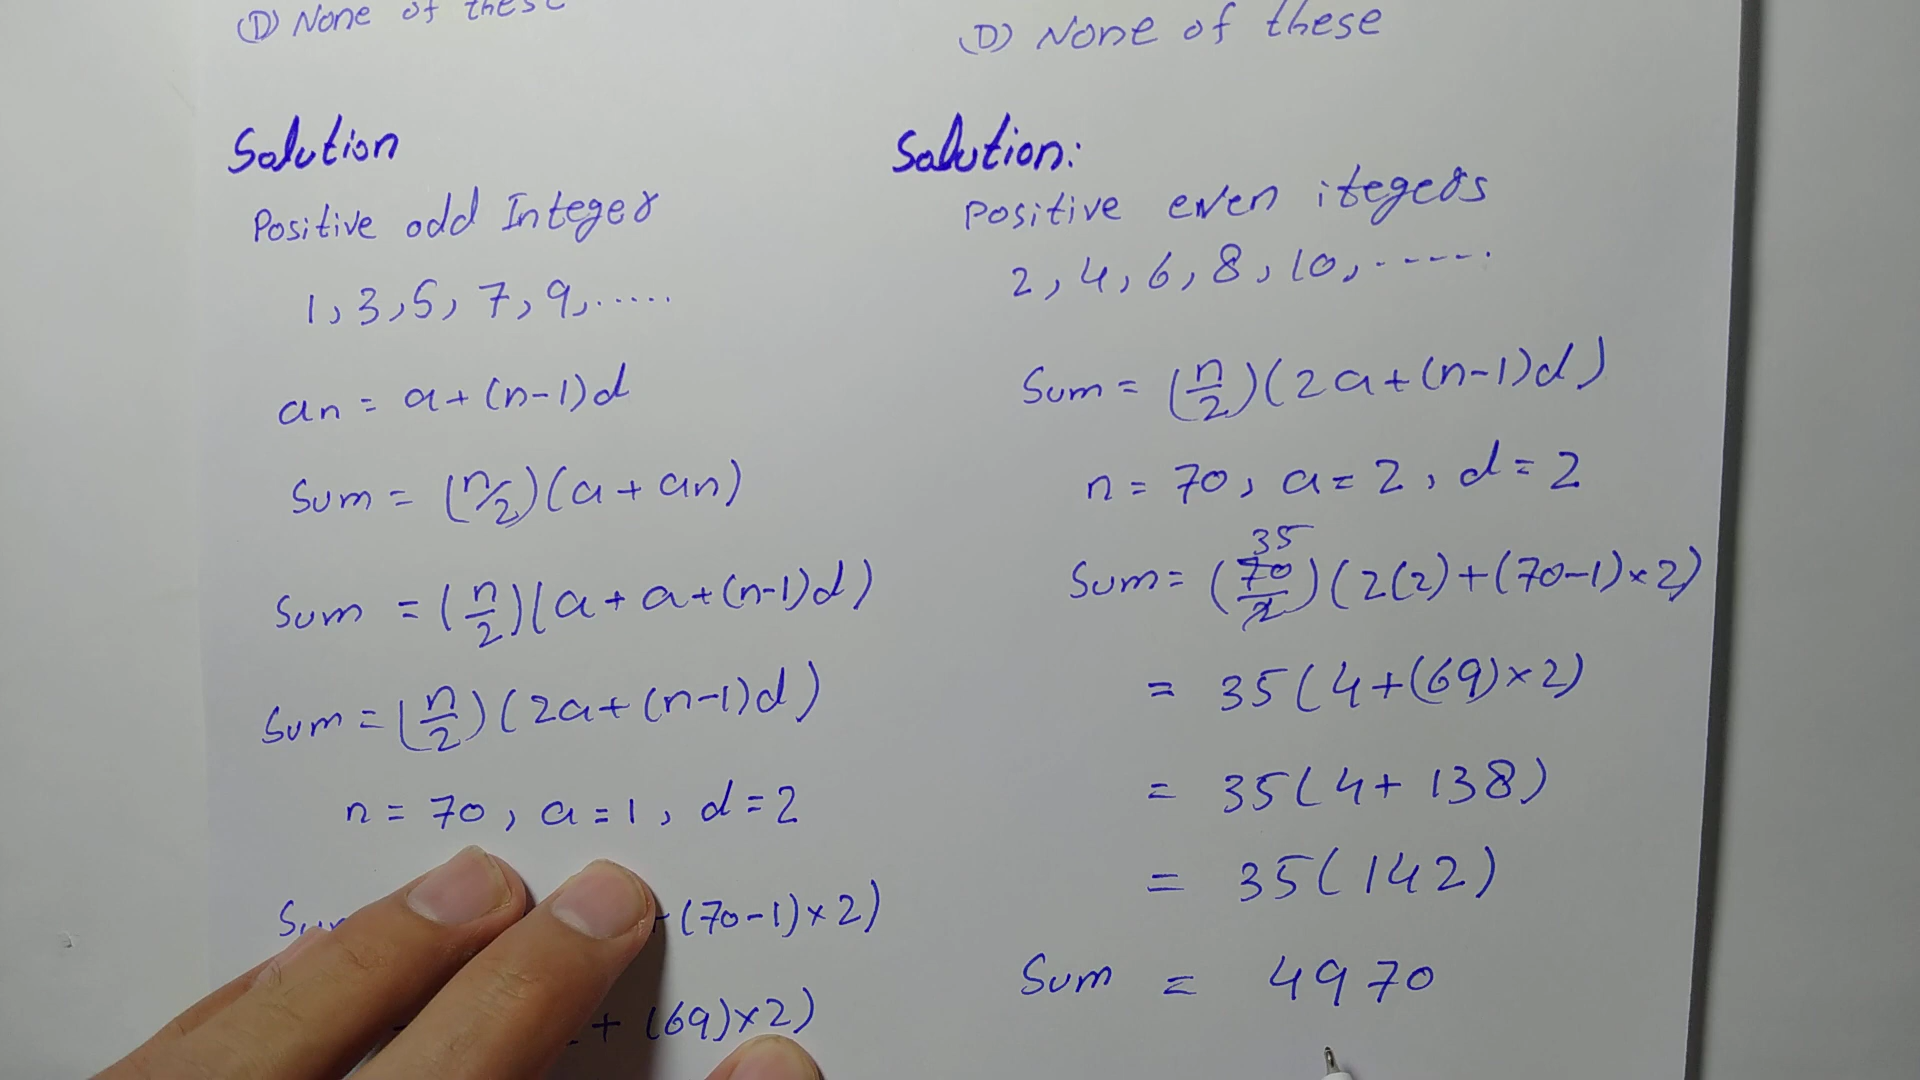 (D) None of these
Solution
Positive odd Integer
1, 3, 5, 7, 9, .....
an = a + (n-1)d
Sum = (n/2)(a + an)
Sum = (n/2)(a + a + (n-1)d)
Sum = (n/2)(2a + (n-1)d)
n = 70, a = 1, d = 2
+ (70-1)×2)
+ (69)×2)
(D) None of these
Solution:
Positive even itegers
2, 4, 6, 8, 10, -----.
Sum = (n/2)(2a + (n-1)d)
n = 70, a = 2, d = 2
35
Sum = (70/2)(2(2) + (70-1)×2)
= 35(4 + (69)×2)
= 35(4 + 138)
= 35(142)
Sum = 4970